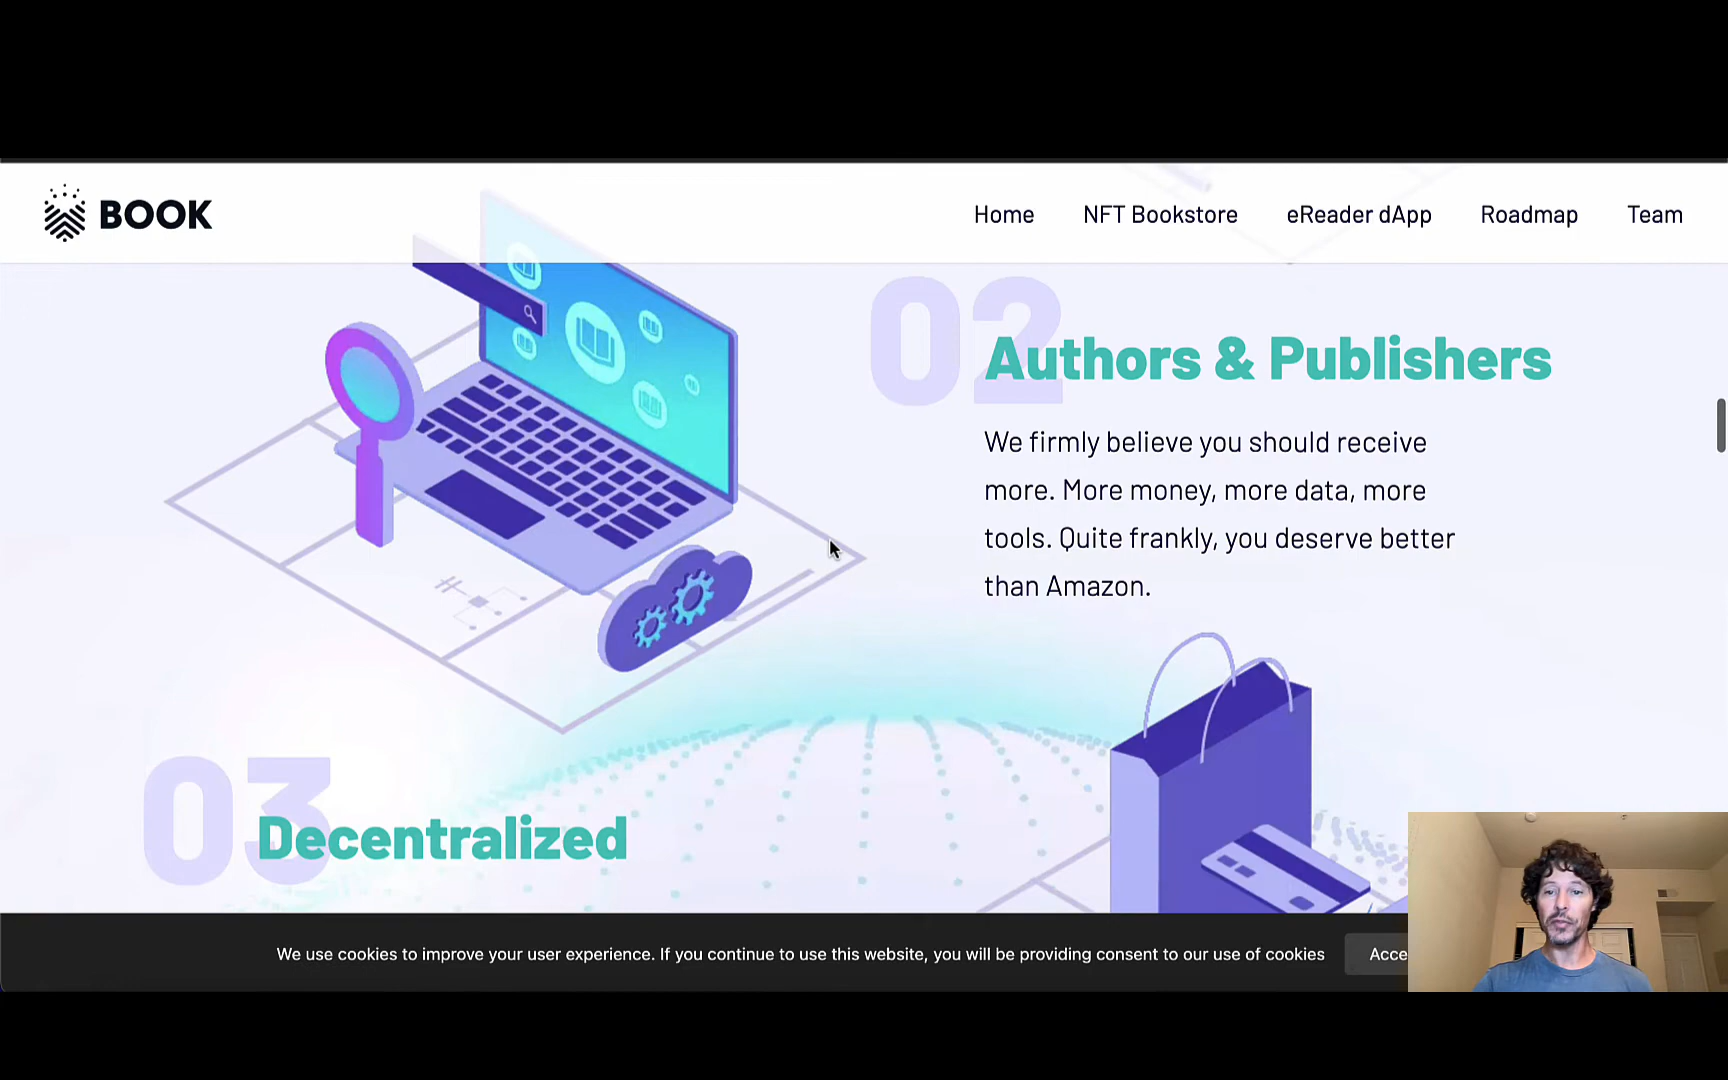 BOOK
Home
NFT Bookstore
eReader dApp
Roadmap
Team
02
Authors & Publishers
We firmly believe you should receive
more. More money, more data, more
tools. Quite frankly, you deserve better
than Amazon.
03
Decentralized
We use cookies to improve your user experience. If you continue to use this website, you will be providing consent to our use of cookies
Acce